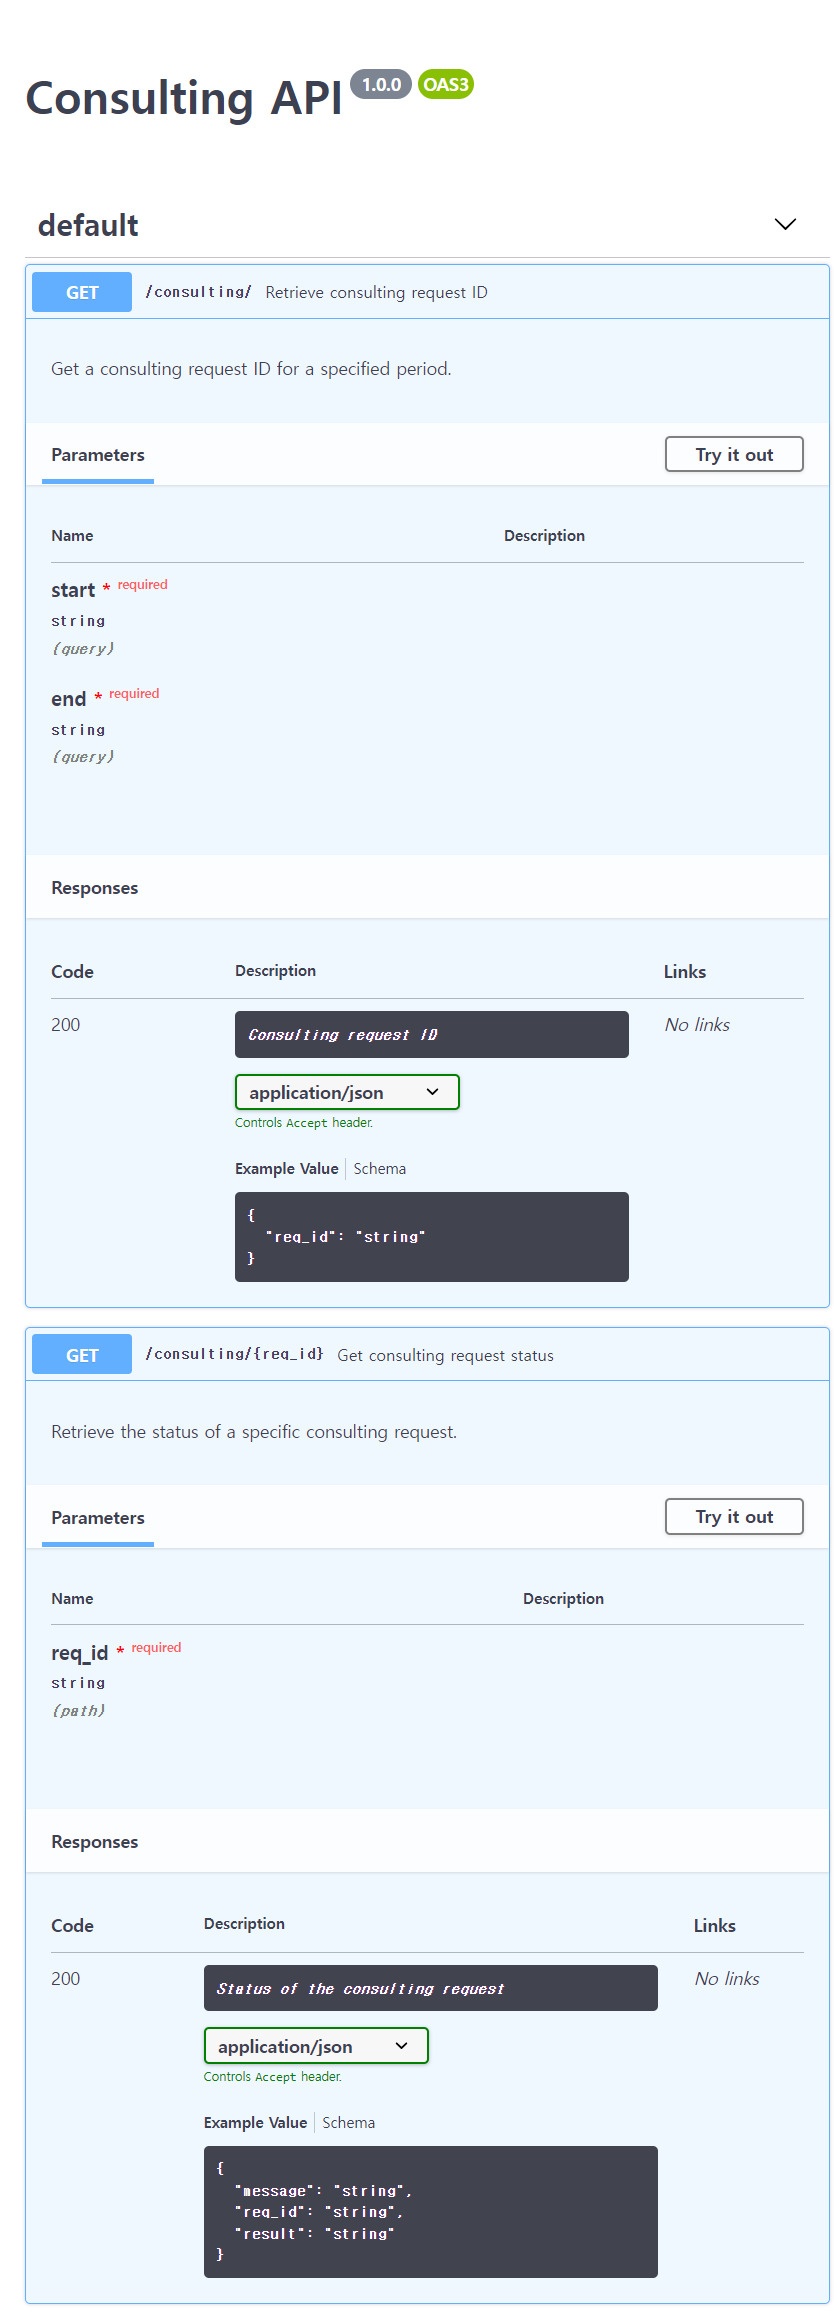 Consulting API 1.0.0 OAS3
default
GET /consulting/ Retrieve consulting request ID
Get a consulting request ID for a specified period.
Parameters Try it out
Name Description
start * required
string
(query)
end * required
string
(query)
Responses
Code Description Links
200 Consulting request ID No links
application/json
Controls Accept header.
Example Value Schema
{
"req_id": "string"
}
GET /consulting/{req_id} Get consulting request status
Retrieve the status of a specific consulting request.
Parameters Try it out
Name Description
req_id * required
string
(path)
Responses
Code Description Links
200 Status of the consulting request No links
application/json
Controls Accept header.
Example Value Schema
{
"message": "string",
"req_id": "string",
"result": "string"
}